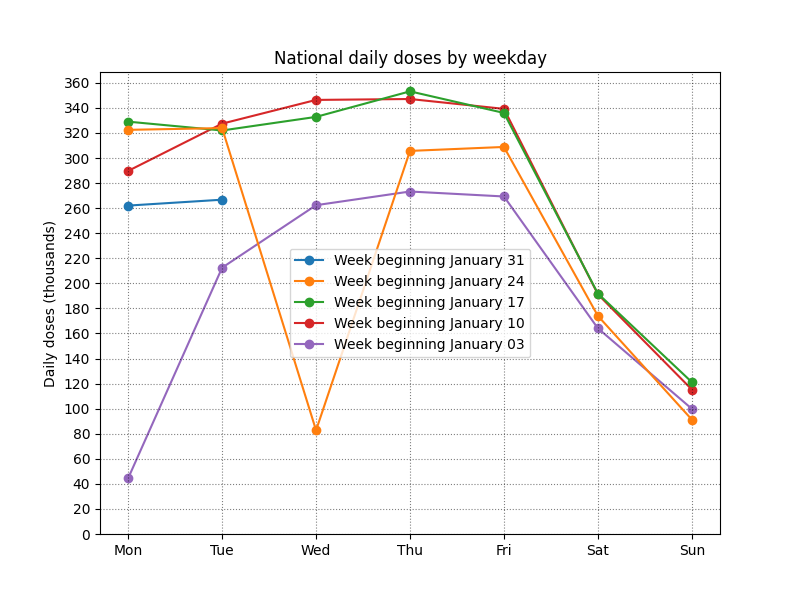 National daily doses by weekday
Daily doses (thousands)
360
340
320
300
280
260
240
220
200
180
160
140
120
100
80
60
40
20
0
Week beginning January 31
Week beginning January 24
Week beginning January 17
Week beginning January 10
Week beginning January 03
Mon Tue Wed Thu Fri Sat Sun